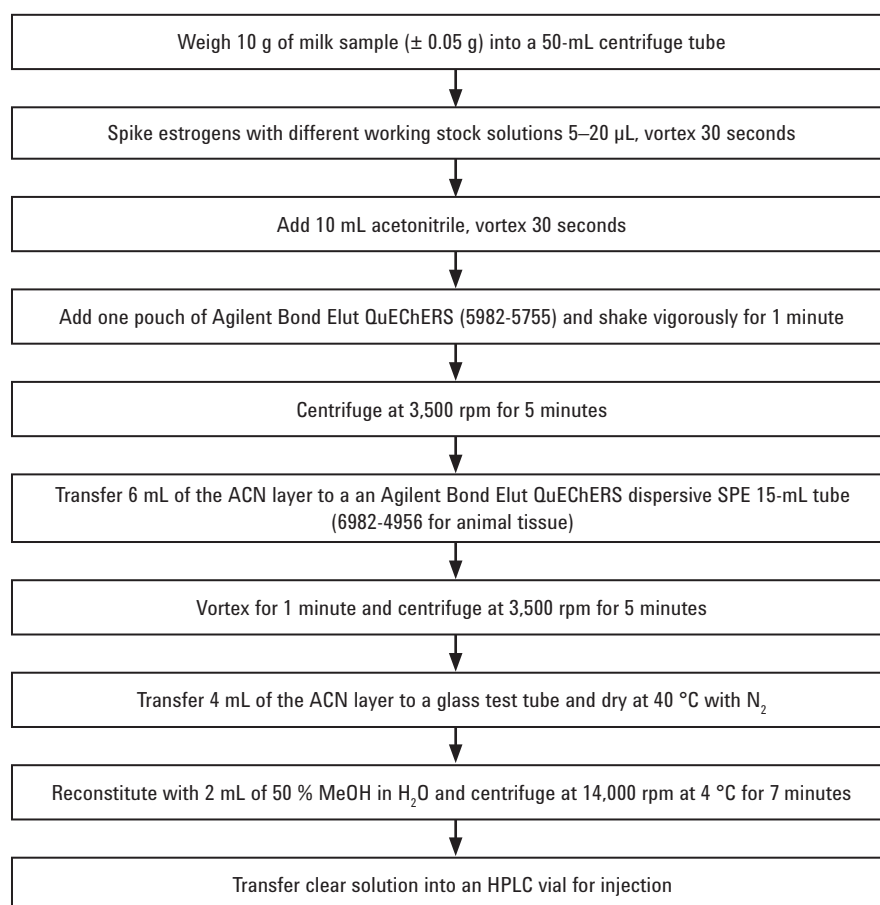 Weigh 10 g of milk sample (± 0.05 g) into a 50-mL centrifuge tube
Spike estrogens with different working stock solutions 5–20 µL, vortex 30 seconds
Add 10 mL acetonitrile, vortex 30 seconds
Add one pouch of Agilent Bond Elut QuEChERS (5982-5755) and shake vigorously for 1 minute
Centrifuge at 3,500 rpm for 5 minutes
Transfer 6 mL of the ACN layer to a an Agilent Bond Elut QuEChERS dispersive SPE 15-mL tube
(6982-4956 for animal tissue)
Vortex for 1 minute and centrifuge at 3,500 rpm for 5 minutes
Transfer 4 mL of the ACN layer to a glass test tube and dry at 40 °C with N₂
Reconstitute with 2 mL of 50 % MeOH in H₂O and centrifuge at 14,000 rpm at 4 °C for 7 minutes
Transfer clear solution into an HPLC vial for injection